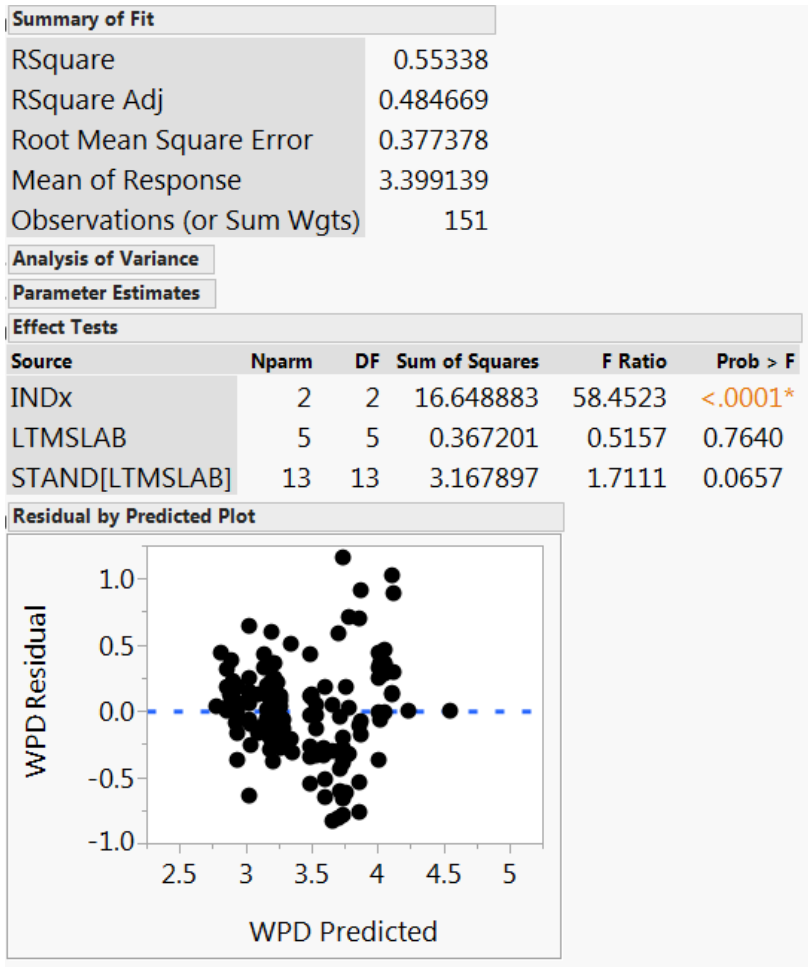 Summary of Fit
RSquare 0.55338
RSquare Adj 0.484669
Root Mean Square Error 0.377378
Mean of Response 3.399139
Observations (or Sum Wgts) 151
Analysis of Variance
Parameter Estimates
Effect Tests
Source Nparm DF Sum of Squares F Ratio Prob > F
INDx 2 2 16.648883 58.4523 <.0001*
LTMSLAB 5 5 0.367201 0.5157 0.7640
STAND[LTMSLAB] 13 13 3.167897 1.7111 0.0657
Residual by Predicted Plot
WPD Residual
1.0
0.5
0.0
-0.5
-1.0
2.5 3 3.5 4 4.5 5
WPD Predicted